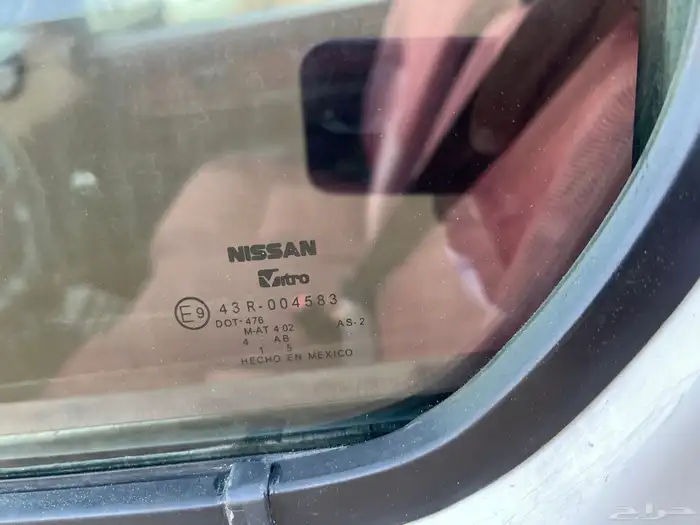 NISSAN
Vitro
E9 43R-004583
DOT-476
M-AT 4 02 AS-2
4 AB
1 5
HECHO EN MEXICO
حراج